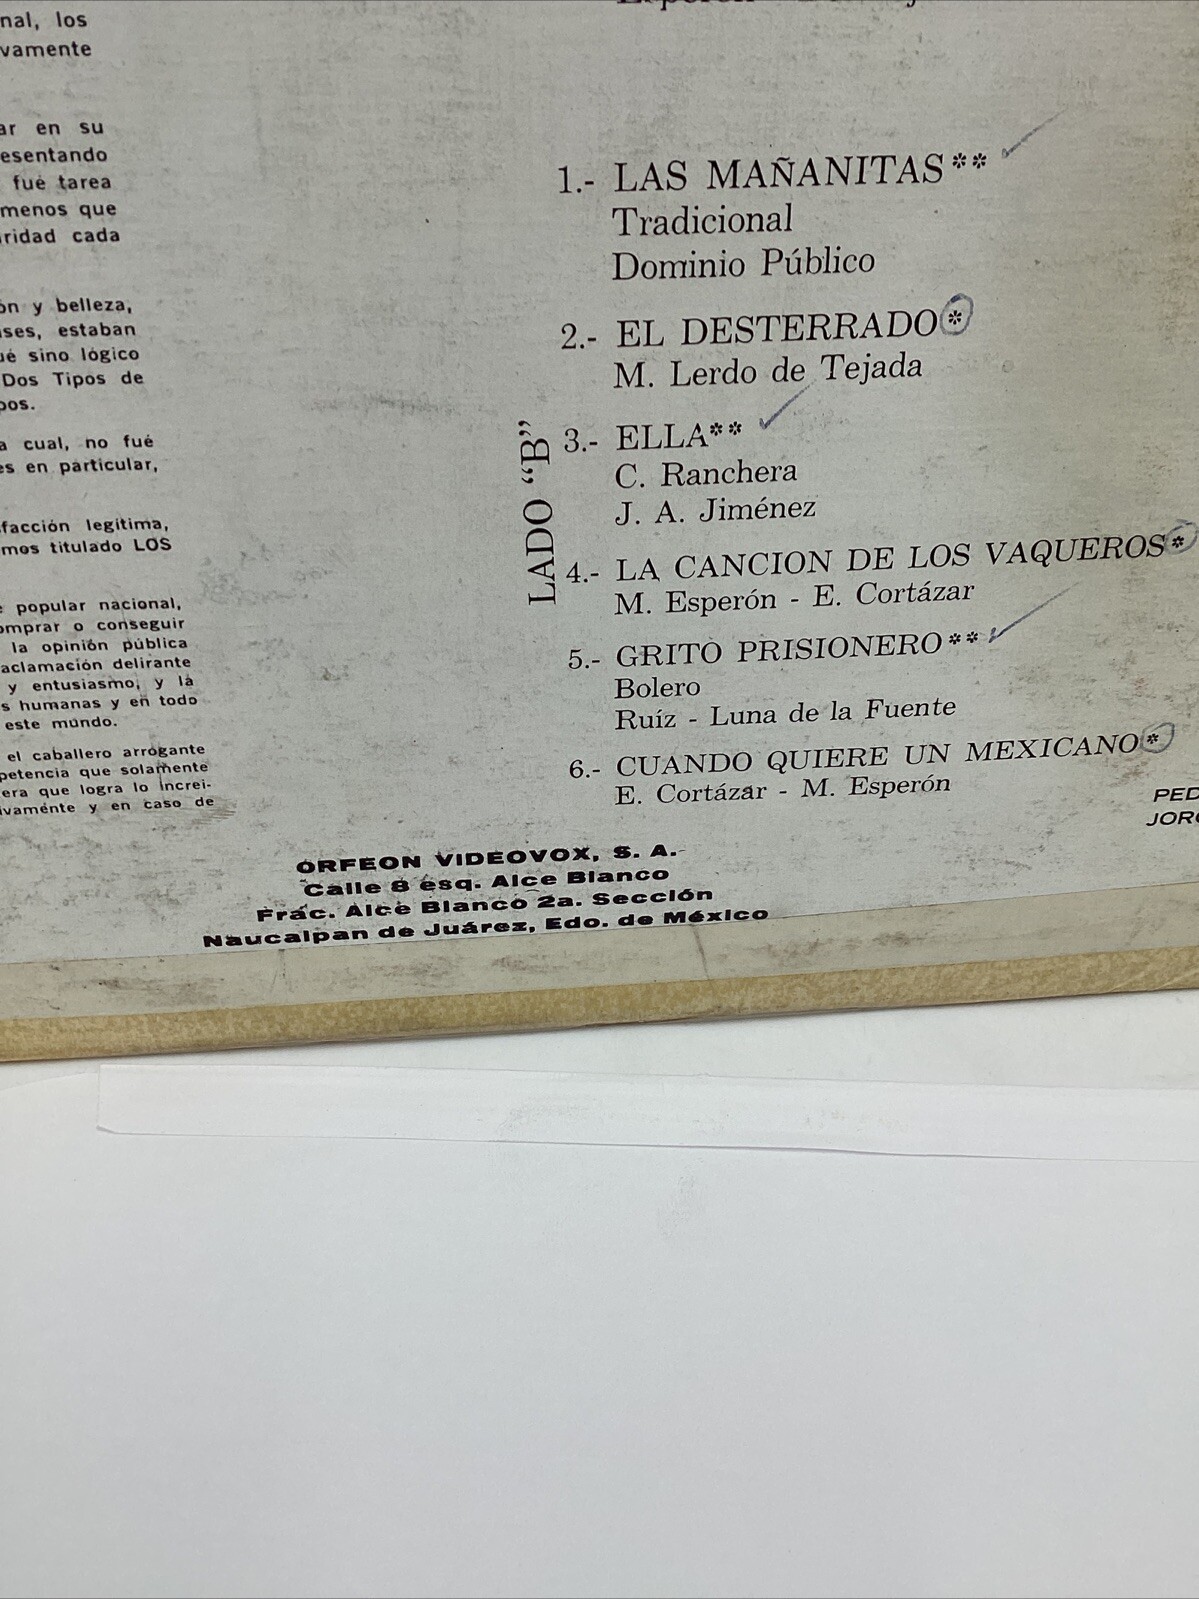 nal, los
vamente
ar en su
esentando
fué tarea
menos que
ridad cada
ón y belleza,
ses, estaban
é sino lógico
Dos Tipos de
pos.
a cual, no fué
es en particular,
facción legítima,
mos titulado LOS
popular nacional,
omprar o conseguir
la opinión pública
aclamación delirante
y entusiasmo, y la
s humanas y en todo
este mundo.
el caballero arrogante
petencia que solamente
era que logra lo increi-
vamente y en caso de
LADO "B"
1.- LAS MAÑANITAS**
Tradicional
Dominio Público
2.- EL DESTERRADO*
M. Lerdo de Tejada
3.- ELLA**
C. Ranchera
J. A. Jiménez
4.- LA CANCION DE LOS VAQUEROS*
M. Esperón - E. Cortázar
5.- GRITO PRISIONERO**
Bolero
Ruíz - Luna de la Fuente
6.- CUANDO QUIERE UN MEXICANO*
E. Cortázar - M. Esperón
PED
JORG
ORFEON VIDEOVOX, S. A.
Calle 8 esq. Alce Blanco
Frac. Alce Blanco 2a. Sección
Naucalpan de Juárez, Edo. de México